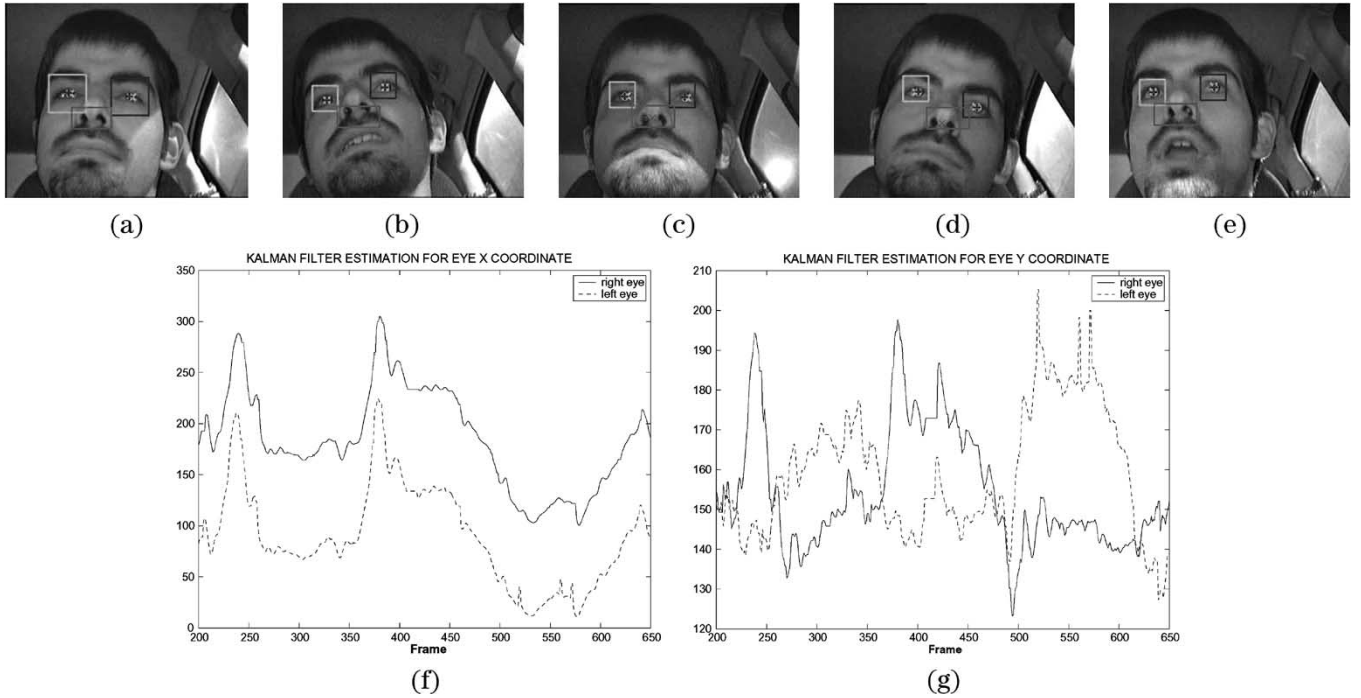 (a)
(b)
(c)
(d)
(e)
KALMAN FILTER ESTIMATION FOR EYE X COORDINATE
right eye
left eye
350
300
250
200
150
100
50
0
200 250 300 350 400 450 500 550 600 650
Frame
(f)
KALMAN FILTER ESTIMATION FOR EYE Y COORDINATE
right eye
left eye
210
200
190
180
170
160
150
140
130
120
200 250 300 350 400 450 500 550 600 650
Frame
(g)